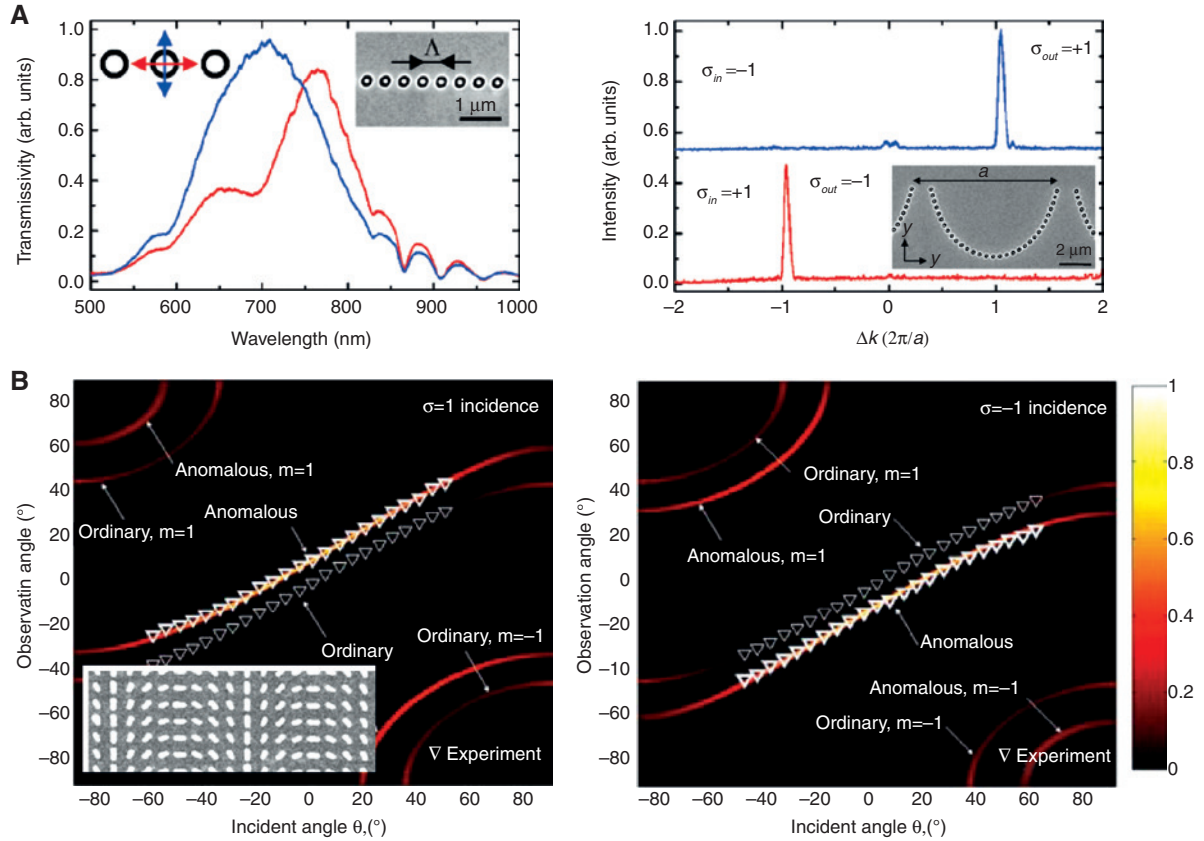 A
Transmissivity (arb. units)
1.0
0.8
0.6
0.4
0.2
0.0
Λ
1 μm
500 600 700 800 900 1000
Wavelength (nm)
Intensity (arb. units)
1.0
0.8
0.6
0.4
0.2
0.0
σin=−1
σout=+1
σin=+1
σout=−1
a
y
y
2 μm
−2 −1 0 1 2
Δk (2π/a)
B
Observatin angle (°)
80
60
40
20
0
−20
−40
−60
−80
σ=1 incidence
Anomalous, m=1
Ordinary, m=1
Anomalous
Ordinary
Ordinary, m=−1
∇ Experiment
−80 −60 −40 −20 0 20 40 60 80
Incident angle θ,(°)
Observation angle (°)
80
60
40
20
0
−20
−10
−60
−80
σ=−1 incidence
Ordinary, m=1
Ordinary
Anomalous, m=1
Anomalous
Anomalous, m=−1
Ordinary, m=−1
∇ Experiment
−80 −60 −40 −20 0 20 40 60 80
Incident angle θ,(°)
1
0.8
0.6
0.4
0.2
0